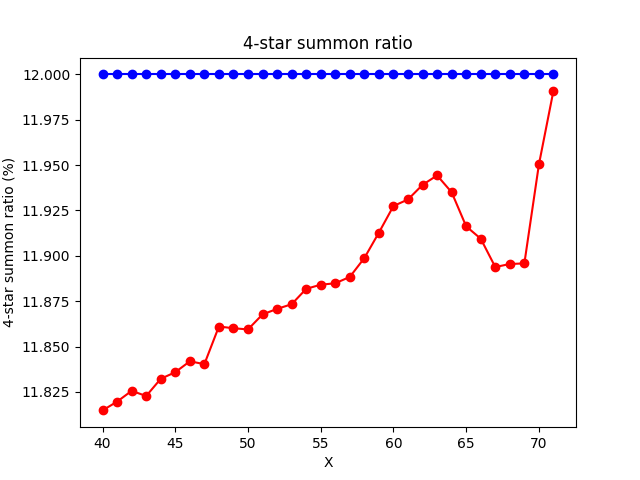 4-star summon ratio
4-star summon ratio (%)
12.000
11.975
11.950
11.925
11.900
11.875
11.850
11.825
40 45 50 55 60 65 70
X